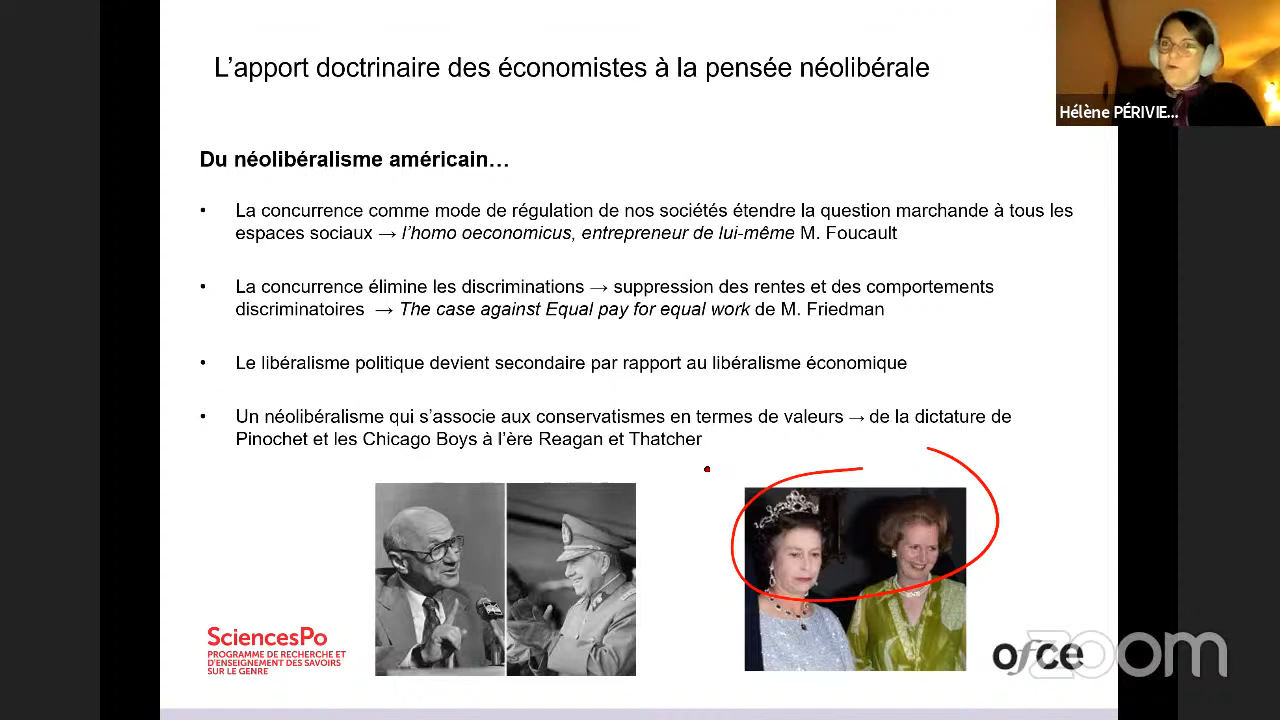 L’apport doctrinaire des économistes à la pensée néolibérale
Hélène PÉRIVIE...
Du néolibéralisme américain…
• La concurrence comme mode de régulation de nos sociétés étendre la question marchande à tous les
espaces sociaux → l’homo oeconomicus, entrepreneur de lui-même M. Foucault
• La concurrence élimine les discriminations → suppression des rentes et des comportements
discriminatoires → The case against Equal pay for equal work de M. Friedman
• Le libéralisme politique devient secondaire par rapport au libéralisme économique
• Un néolibéralisme qui s’associe aux conservatismes en termes de valeurs → de la dictature de
Pinochet et les Chicago Boys à l’ère Reagan et Thatcher
SciencesPo
PROGRAMME DE RECHERCHE ET
D'ENSEIGNEMENT DES SAVOIRS
SUR LE GENRE
ofce
zoom